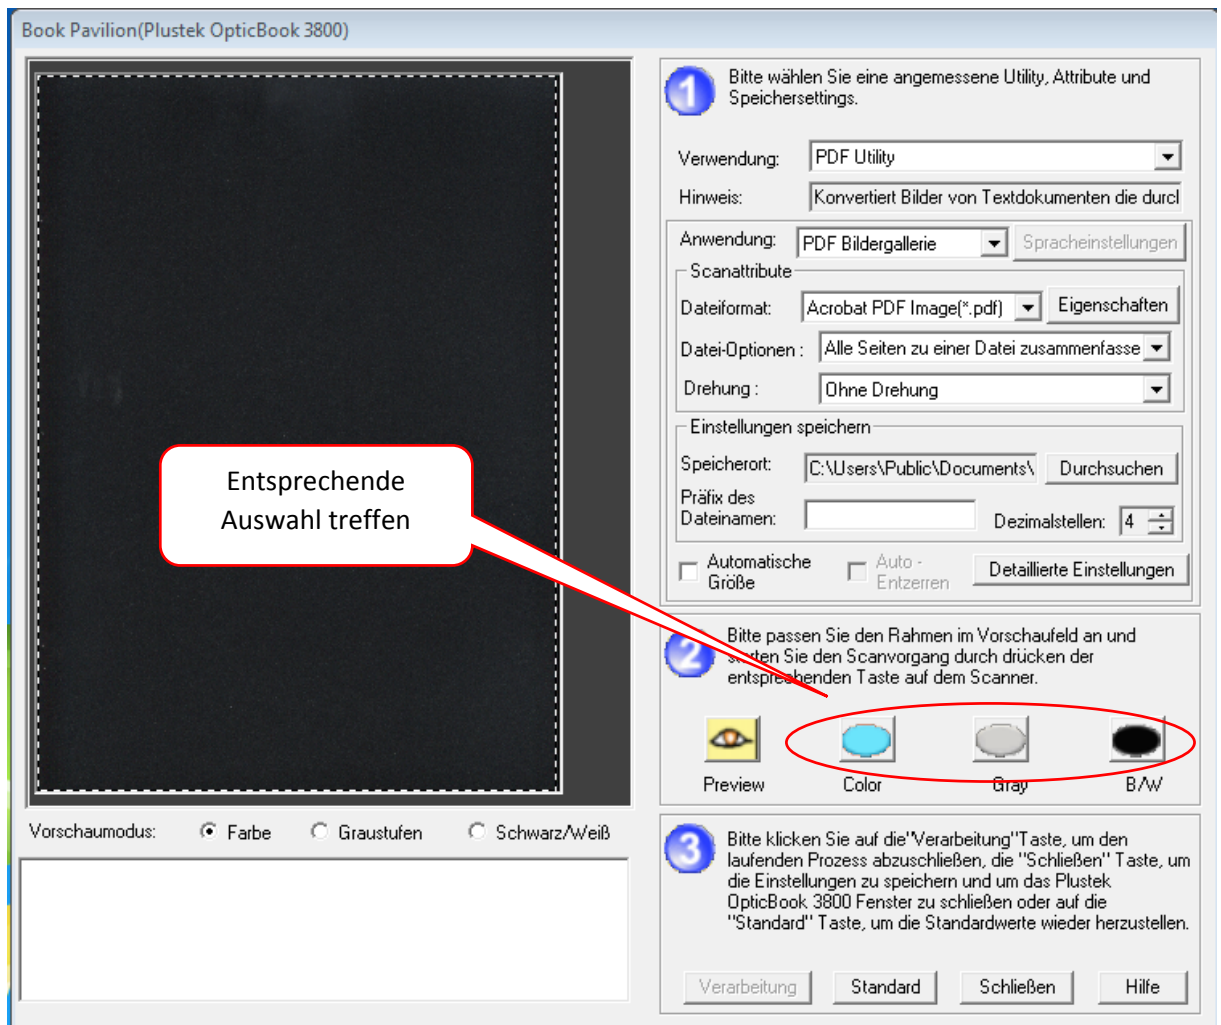 Book Pavilion(Plustek OpticBook 3800)
1
Bitte wählen Sie eine angemessene Utility, Attribute und
Speichersettings.
Verwendung: PDF Utility
Hinweis: Konvertiert Bilder von Textdokumenten die durcl
Anwendung: PDF Bildergallerie Spracheinstellungen
Scanattribute
Dateiformat: Acrobat PDF Image(*.pdf) Eigenschaften
Datei-Optionen : Alle Seiten zu einer Datei zusammenfasse
Drehung : Ohne Drehung
Einstellungen speichern
Speicherort: C:\Users\Public\Documents\ Durchsuchen
Präfix des
Dateinamen: Dezimalstellen: 4
Automatische
Größe
Auto -
Entzerren
Detaillierte Einstellungen
Entsprechende
Auswahl treffen
2
Bitte passen Sie den Rahmen im Vorschaufeld an und
starten Sie den Scanvorgang durch drücken der
entsprechenden Taste auf dem Scanner.
Preview Color Gray B/W
Vorschaumodus: Farbe Graustufen Schwarz/Weiß
3
Bitte klicken Sie auf die"Verarbeitung"Taste, um den
laufenden Prozess abzuschließen, die "Schließen" Taste, um
die Einstellungen zu speichern und um das Plustek
OpticBook 3800 Fenster zu schließen oder auf die
"Standard" Taste, um die Standardwerte wieder herzustellen.
Verarbeitung Standard Schließen Hilfe